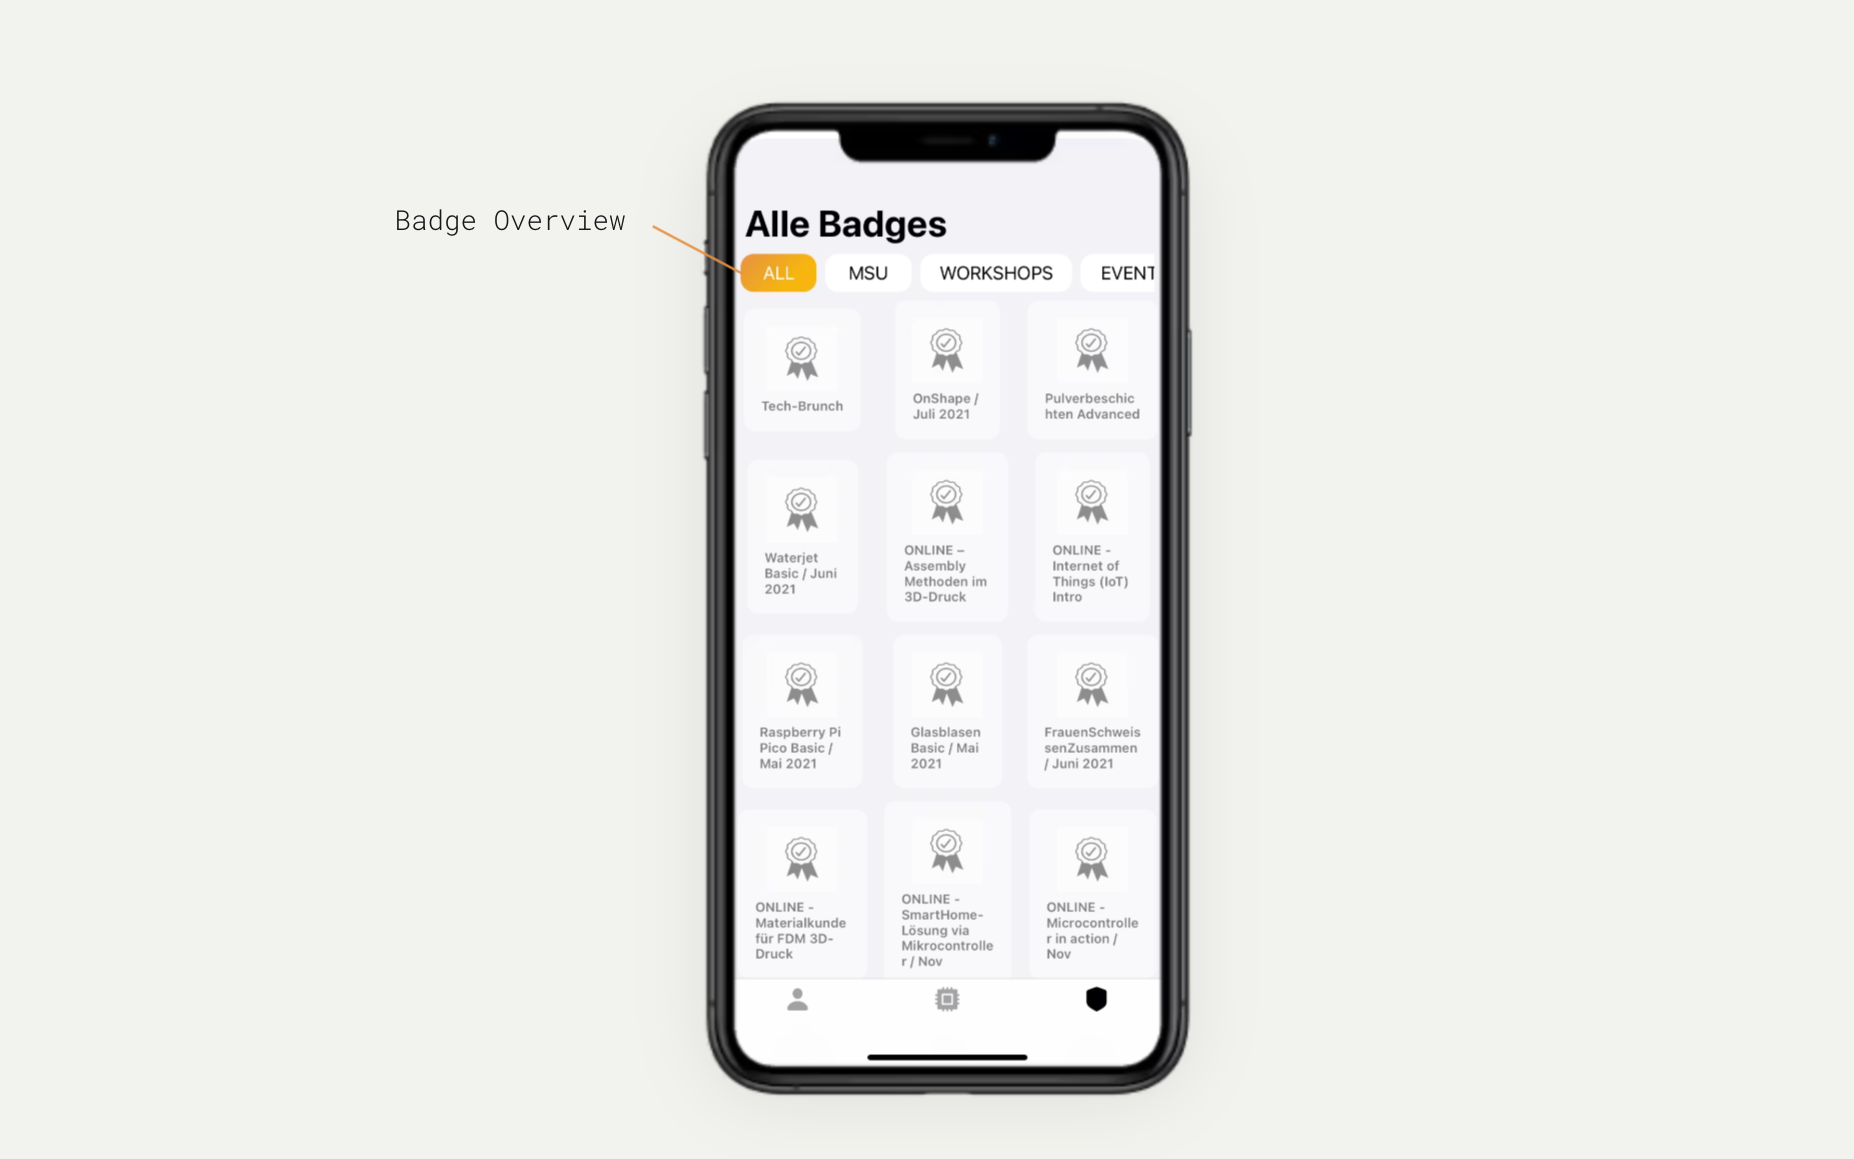 Badge Overview
Alle Badges
ALL
MSU
WORKSHOPS
EVENT
Tech-Brunch
OnShape /
Juli 2021
Pulverbeschic
hten Advanced
Waterjet
Basic / Juni
2021
ONLINE –
Assembly
Methoden im
3D-Druck
ONLINE -
Internet of
Things (IoT)
Intro
Raspberry Pi
Pico Basic /
Mai 2021
Glasblasen
Basic / Mai
2021
FrauenSchweis
senZusammen
/ Juni 2021
ONLINE -
Materialkunde
für FDM 3D-
Druck
ONLINE -
SmartHome-
Lösung via
Mikrocontrolle
r / Nov
ONLINE -
Microcontrolle
r in action /
Nov